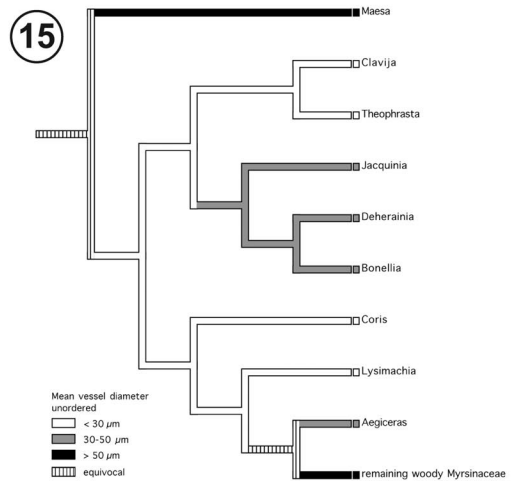 15
Maesa
Clavija
Theophrasta
Jacquinia
Deherainia
Bonellia
Coris
Lysimachia
Aegiceras
remaining woody Myrsinaceae
Mean vessel diameter
unordered
< 30 µm
30-50 µm
> 50 µm
equivocal